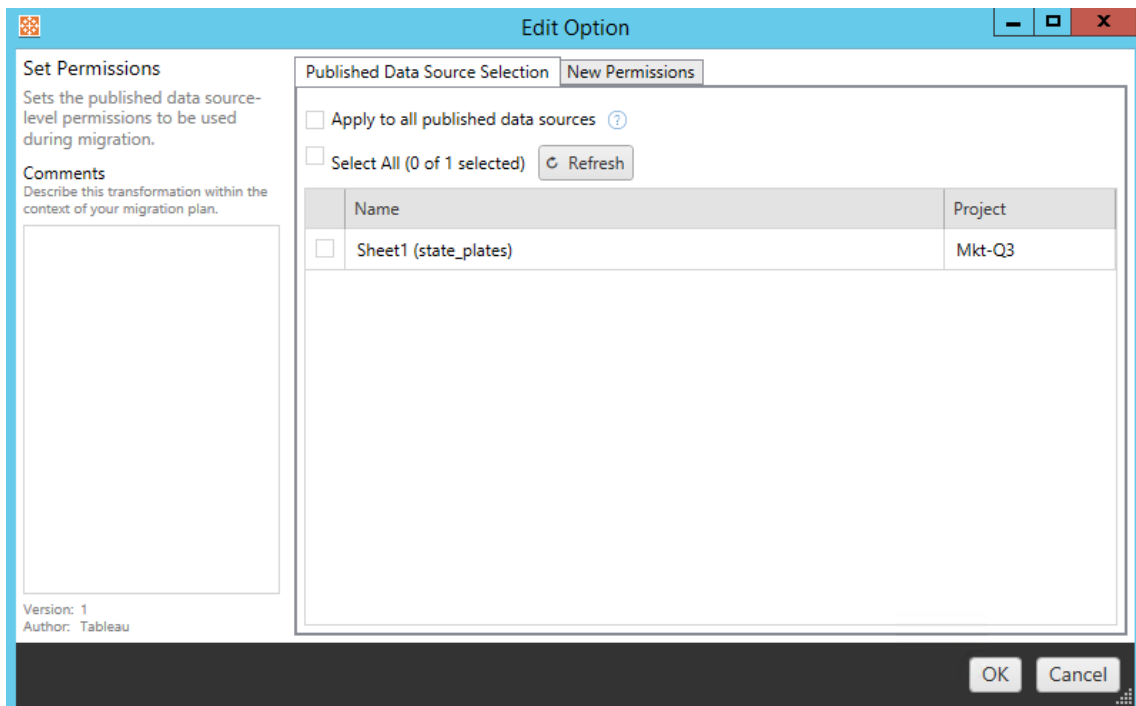 Edit Option
Set Permissions
Sets the published data source-
level permissions to be used
during migration.
Comments
Describe this transformation within the
context of your migration plan.
Version: 1
Author: Tableau
Published Data Source Selection
New Permissions
Apply to all published data sources ?
Select All (0 of 1 selected)
Refresh
Name
Project
Sheet1 (state_plates)
Mkt-Q3
OK
Cancel